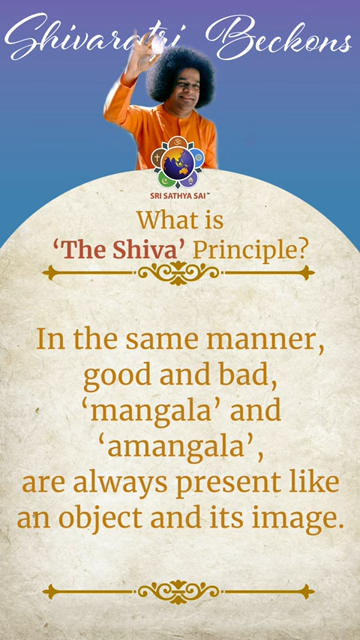 Shivaratri Beckons
SRI SATHYA SAI™
What is
‘The Shiva’ Principle?
In the same manner,
good and bad,
‘mangala’ and
‘amangala’,
are always present like
an object and its image.